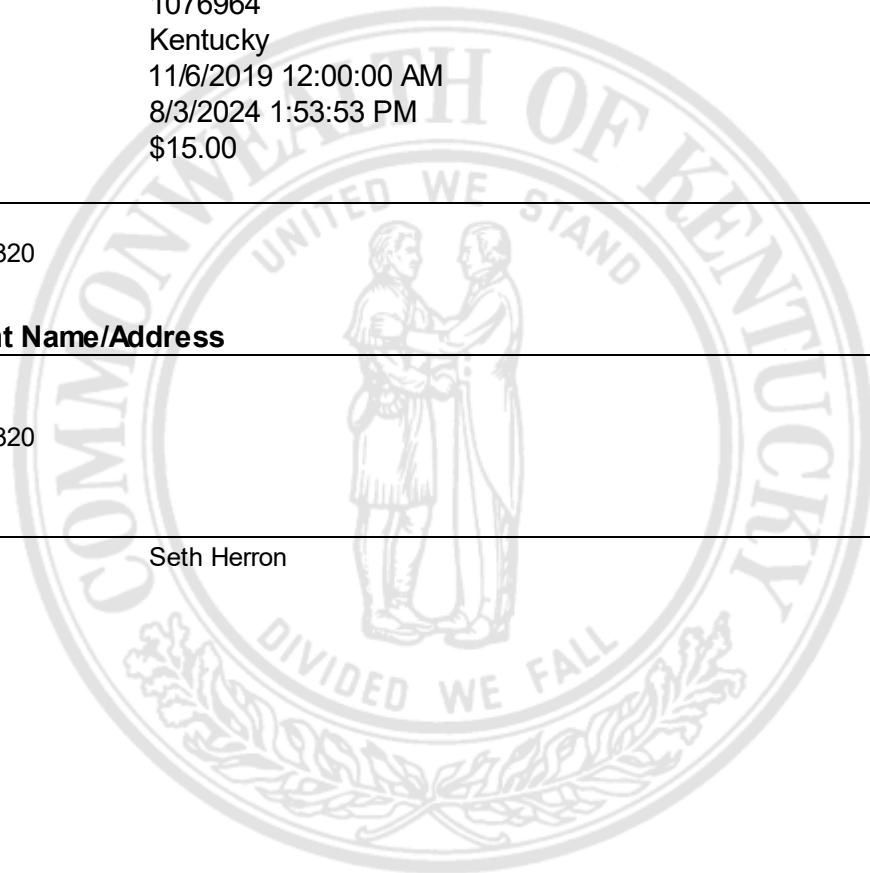 1076964
Kentucky
11/6/2019 12:00:00 AM
8/3/2024 1:53:53 PM
$15.00
320
t Name/Address
320
Seth Herron
COMMONWEALTH OF KENTUCKY
UNITED WE STAND
DIVIDED WE FALL